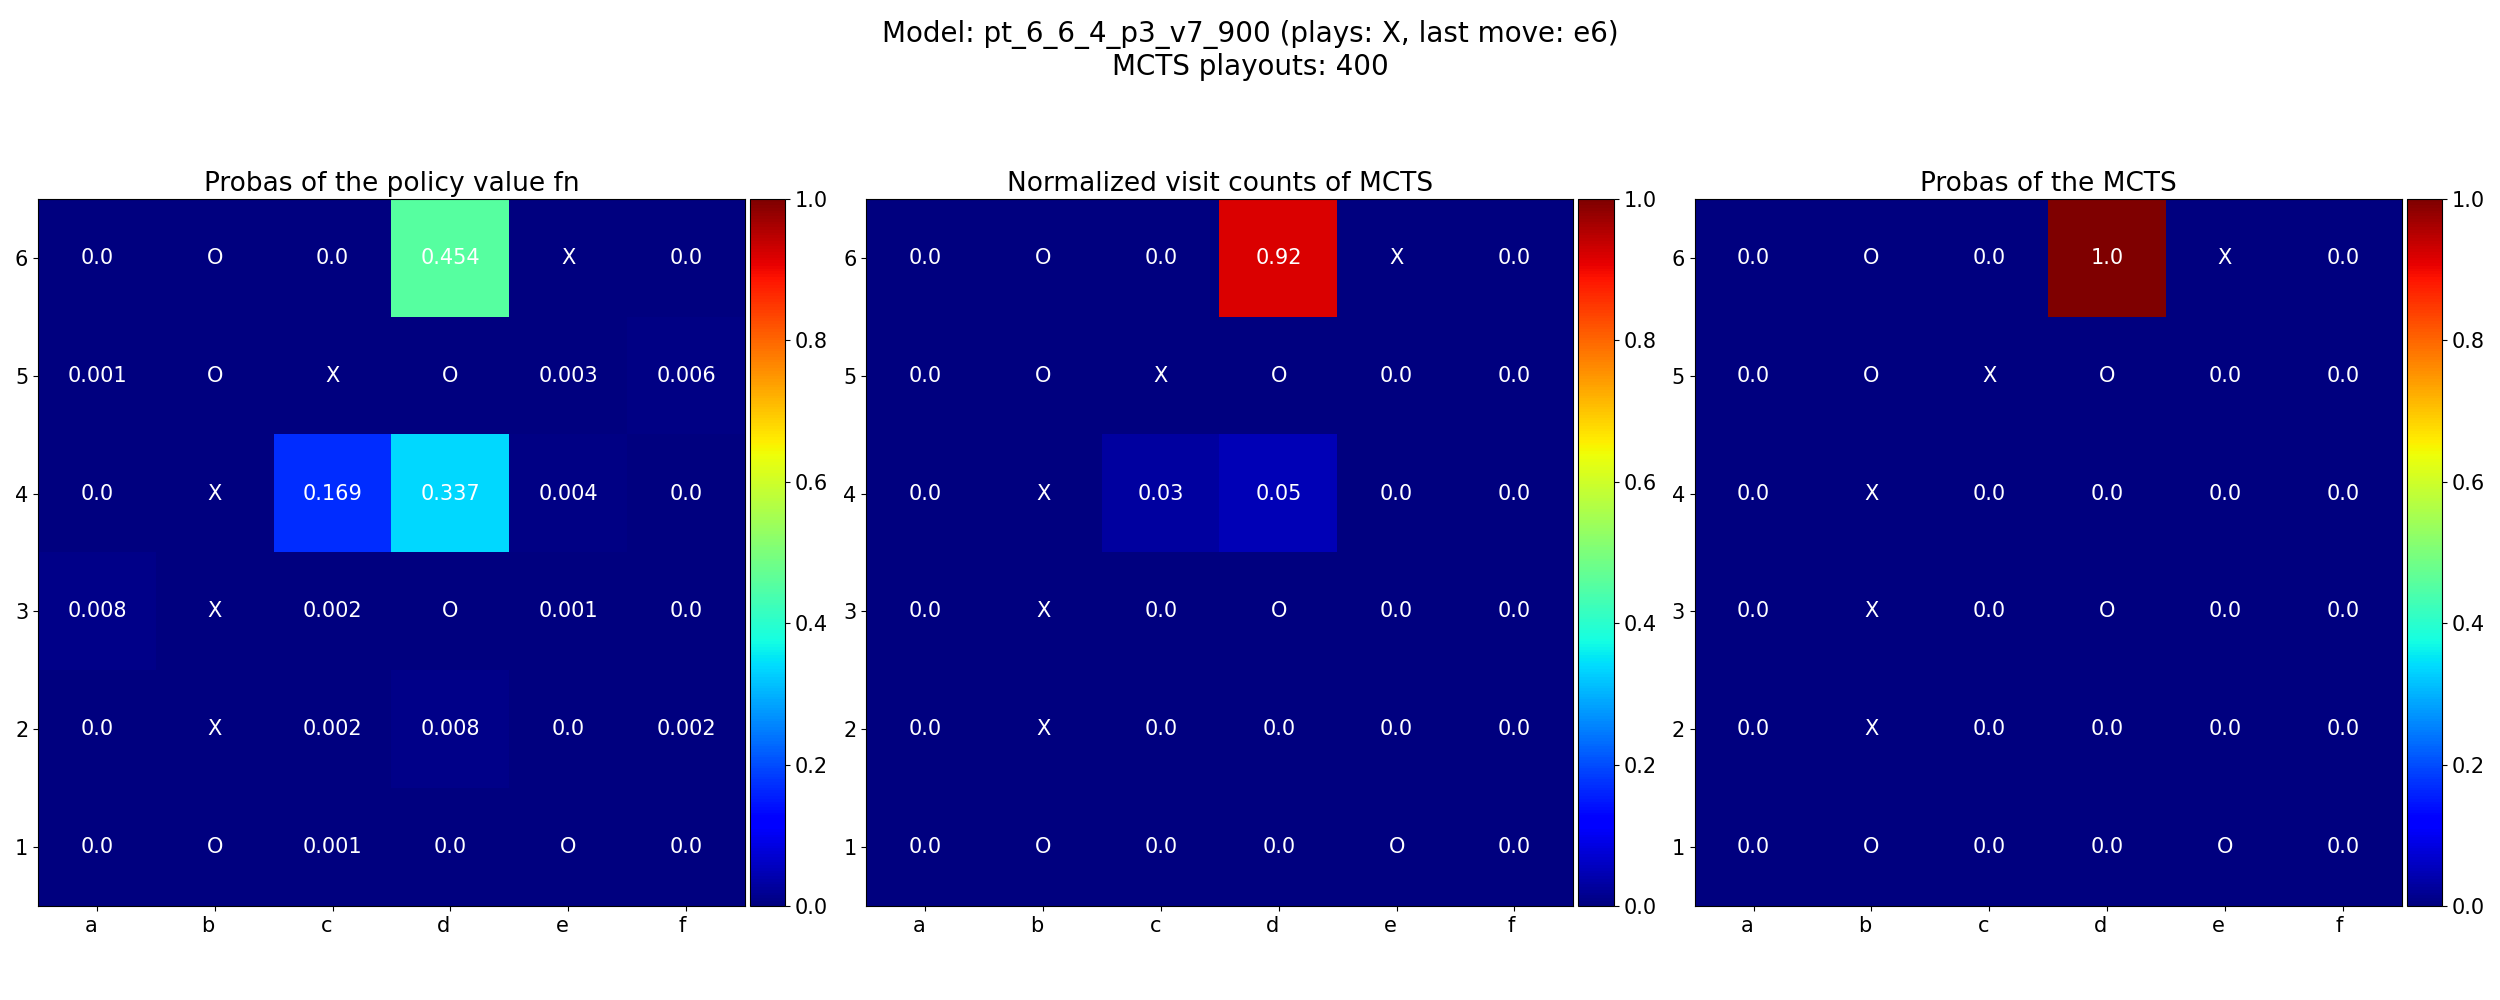 Model: pt_6_6_4_p3_v7_900 (plays: X, last move: e6)
MCTS playouts: 400
Probas of the policy value fn
1.0
6 0.0 O 0.0 0.454 X 0.0
0.8
5 0.001 O X O 0.003 0.006
0.6
4 0.0 X 0.169 0.337 0.004 0.0
0.4
3 0.008 X 0.002 O 0.001 0.0
0.2
2 0.0 X 0.002 0.008 0.0 0.002
1 0.0 O 0.001 0.0 O 0.0
0.0
a b c d e f
Normalized visit counts of MCTS
1.0
6 0.0 O 0.0 0.92 X 0.0
0.8
5 0.0 O X O 0.0 0.0
0.6
4 0.0 X 0.03 0.05 0.0 0.0
0.4
3 0.0 X 0.0 O 0.0 0.0
0.2
2 0.0 X 0.0 0.0 0.0 0.0
1 0.0 O 0.0 0.0 O 0.0
0.0
a b c d e f
Probas of the MCTS
1.0
6 0.0 O 0.0 1.0 X 0.0
0.8
5 0.0 O X O 0.0 0.0
0.6
4 0.0 X 0.0 0.0 0.0 0.0
0.4
3 0.0 X 0.0 O 0.0 0.0
0.2
2 0.0 X 0.0 0.0 0.0 0.0
1 0.0 O 0.0 0.0 O 0.0
0.0
a b c d e f